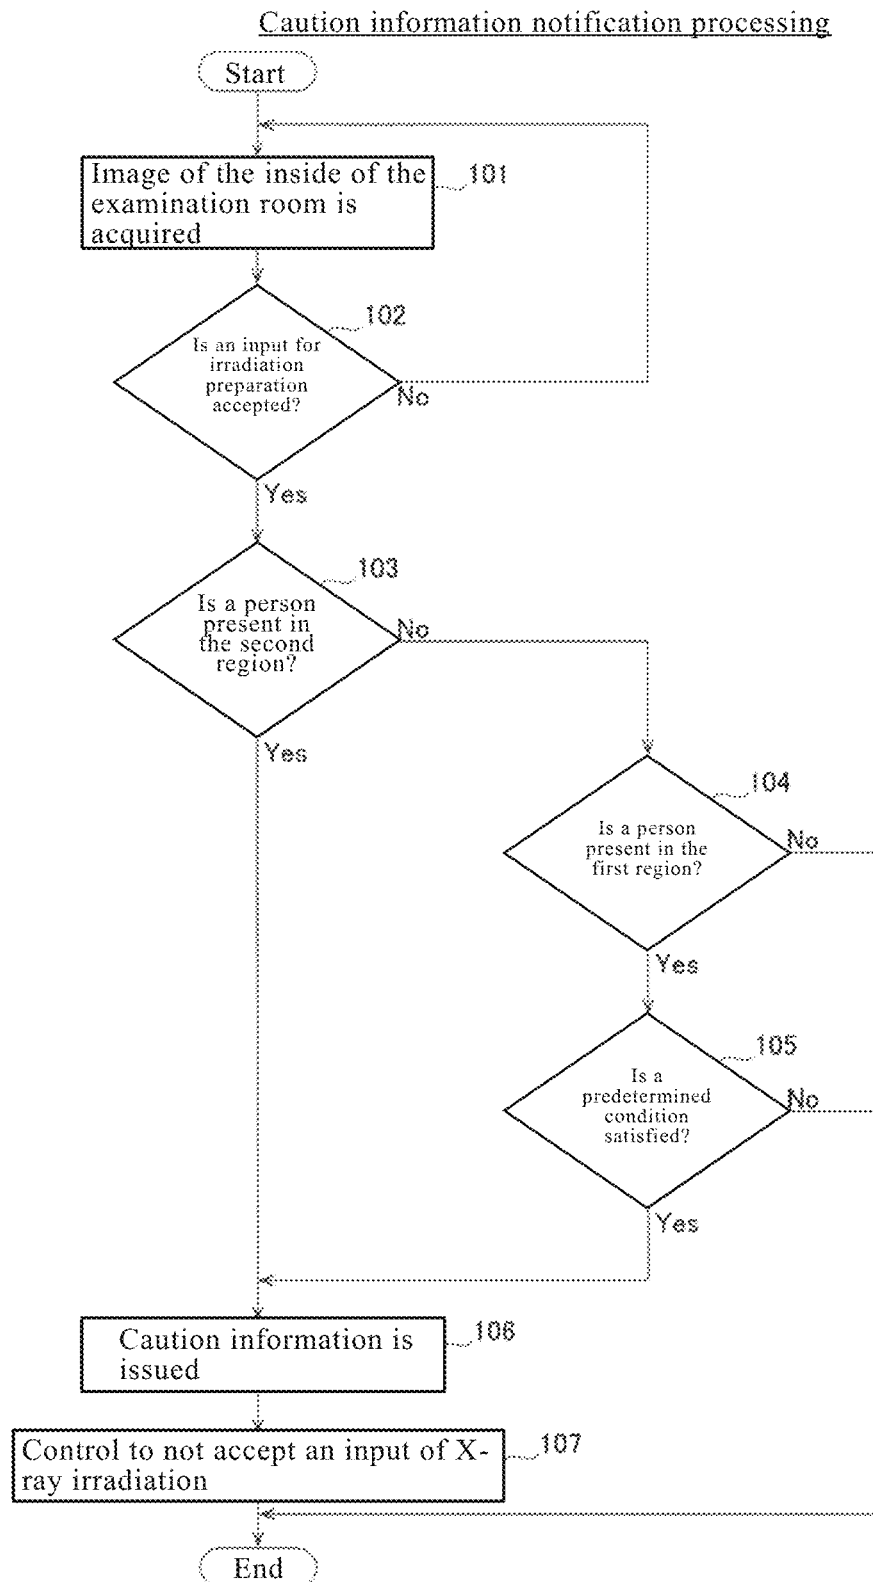 Caution information notification processing
Start
Image of the inside of the
examination room is
acquired
101
Is an input for
irradiation
preparation
accepted?
102
No
Yes
Is a person
present in
the second
region?
103
No
Yes
Is a person
present in the
first region?
104
No
Yes
Is a
predetermined
condition
satisfied?
105
No
Yes
Caution information is
issued
106
Control to not accept an input of X-
ray irradiation
107
End